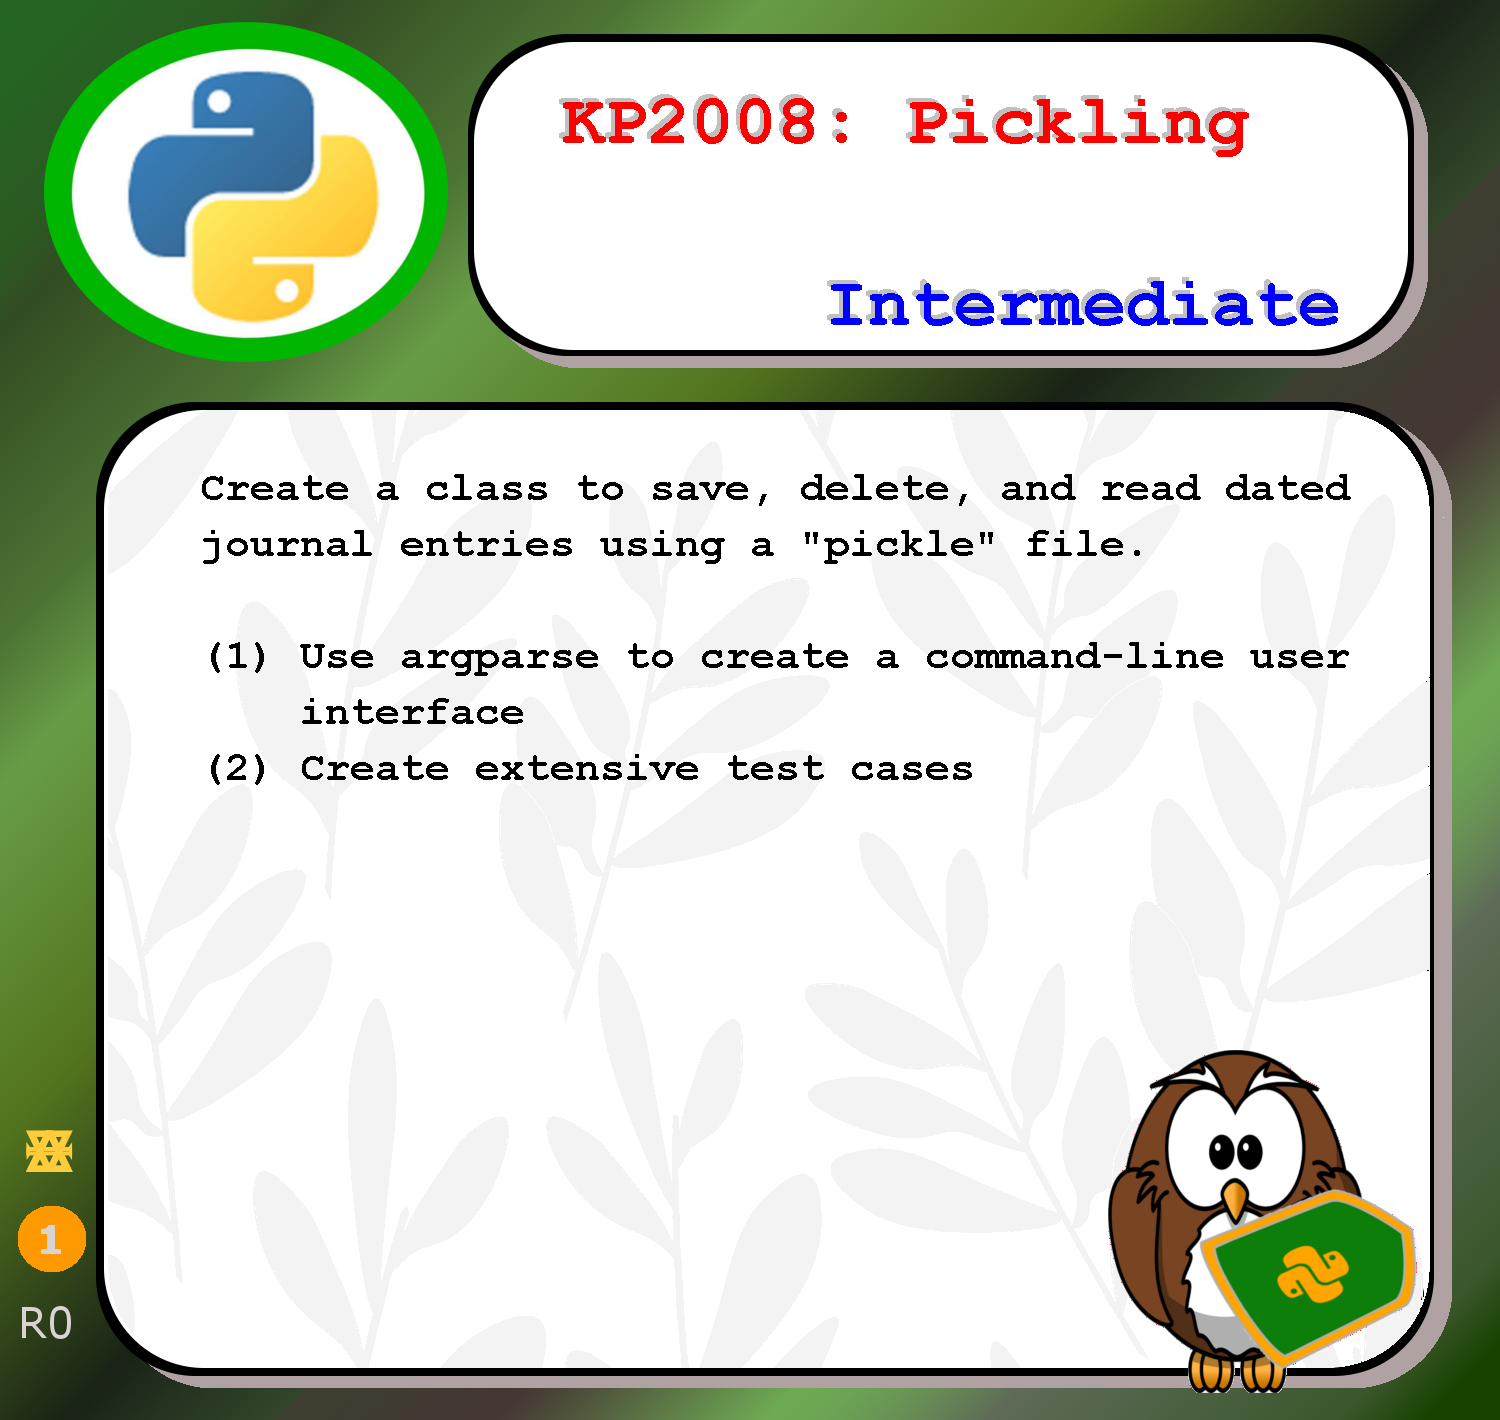 KP2008: Pickling
Intermediate
Create a class to save, delete, and read dated
journal entries using a "pickle" file.
(1) Use argparse to create a command-line user
interface
(2) Create extensive test cases
1
R0